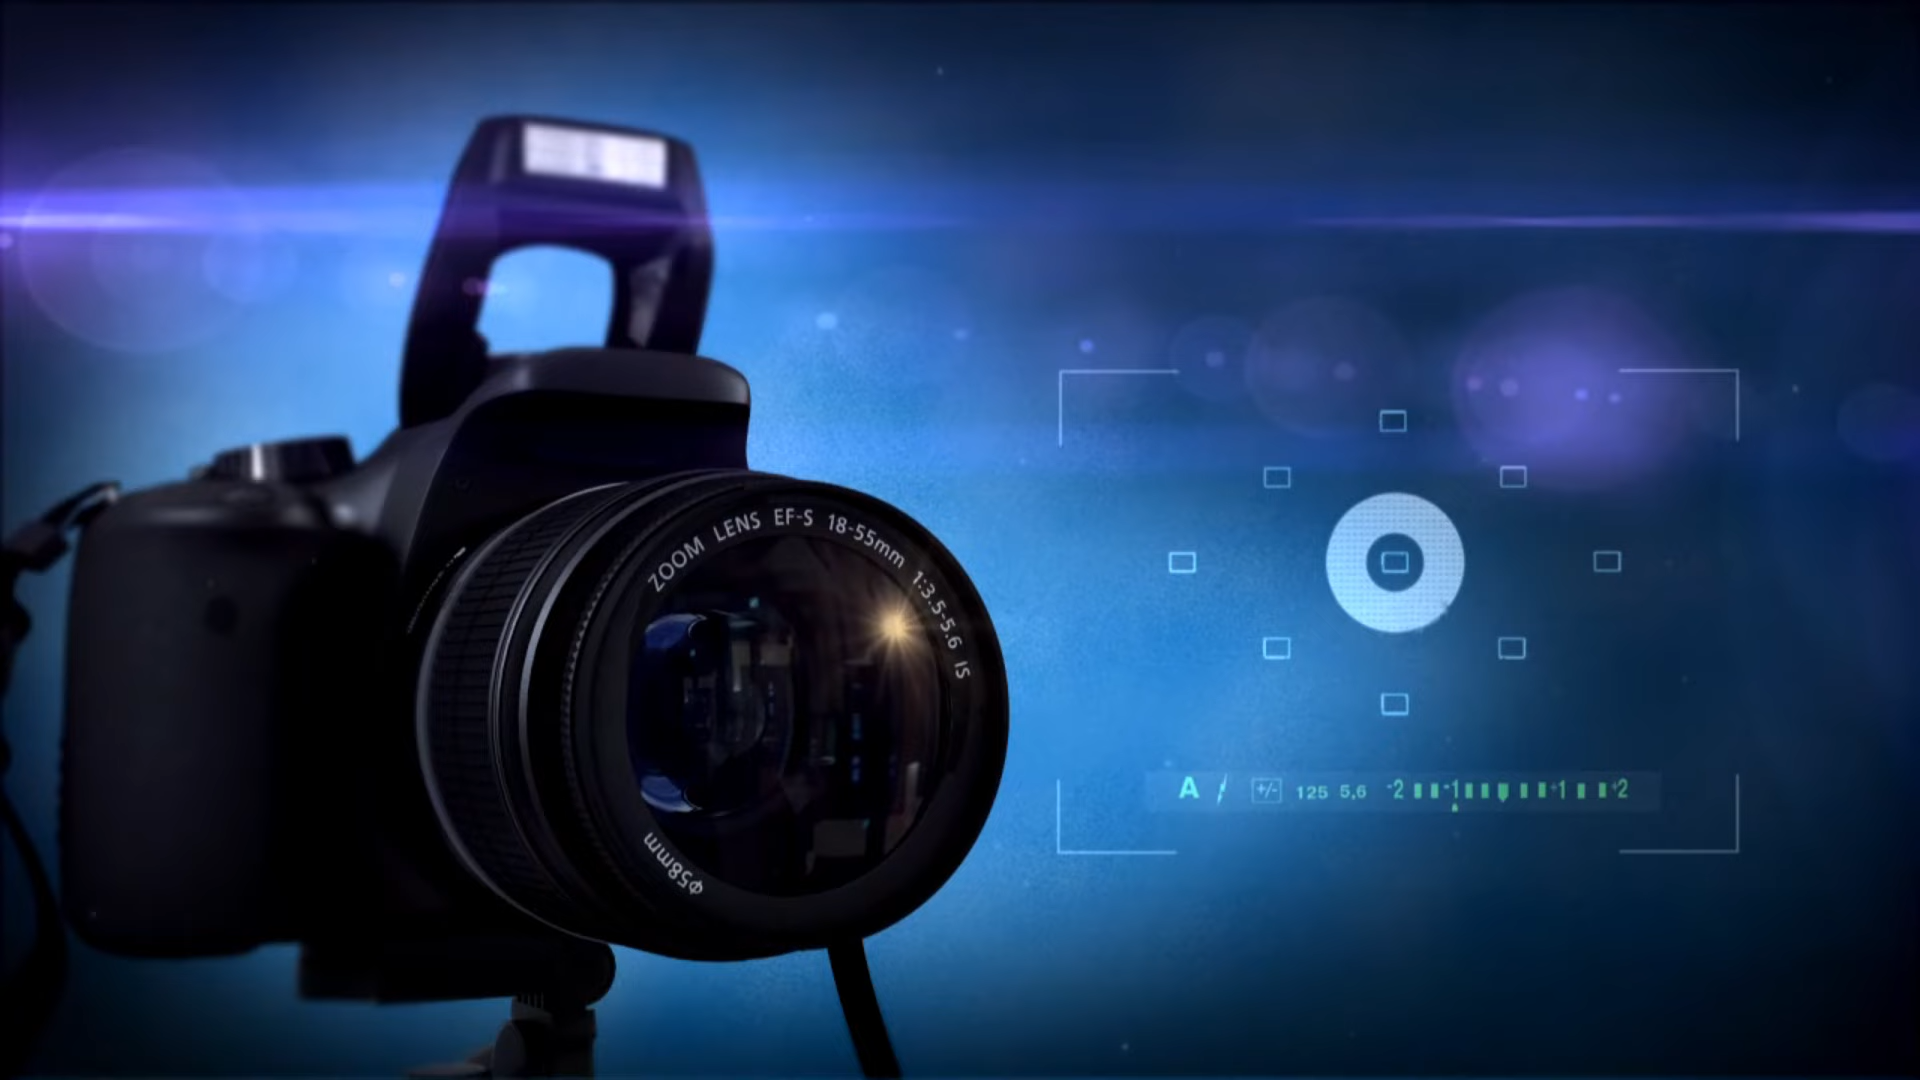 ZOOM LENS EF-S 18-55mm 1:3.5-5.6 IS
φ58mm
A +/- 125 5,6 -2 -1 +1 +2